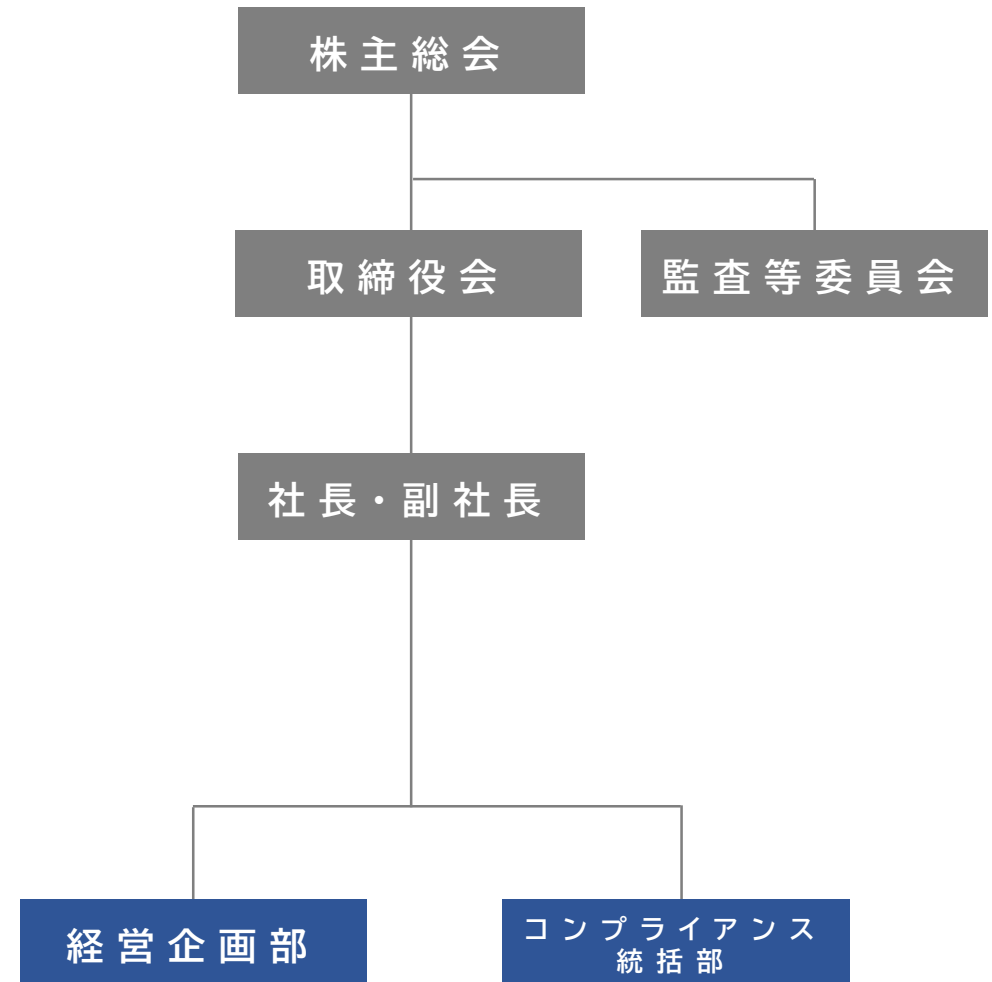 株主総会
取締役会
監査等委員会
社長・副社長
経営企画部
コンプライアンス
統括部